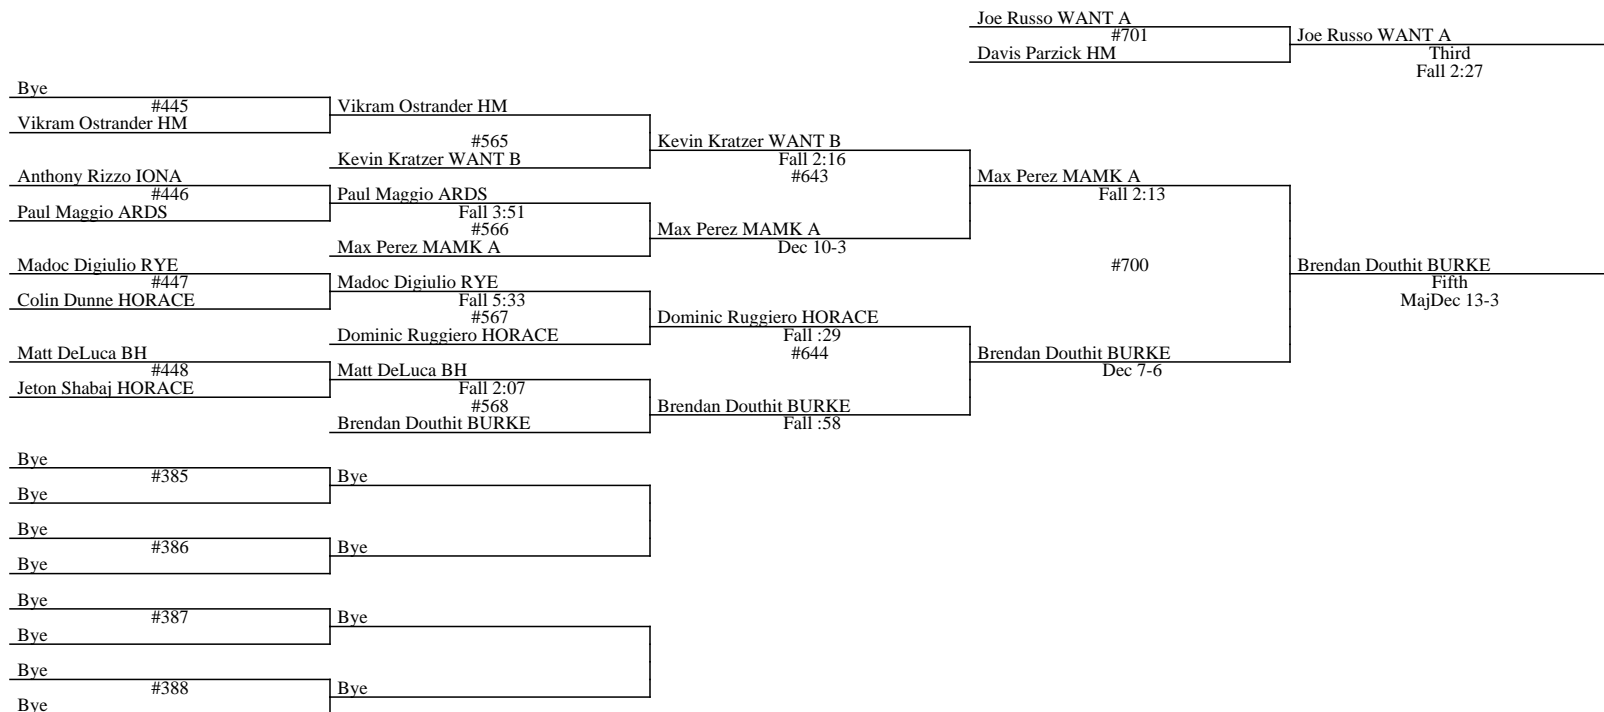 Joe Russo WANT A
#701
Davis Parzick HM
Joe Russo WANT A
Third
Fall 2:27
Bye
#445
Vikram Ostrander HM
Vikram Ostrander HM
#565
Kevin Kratzer WANT B
Kevin Kratzer WANT B
Fall 2:16
#643
Anthony Rizzo IONA
#446
Paul Maggio ARDS
Paul Maggio ARDS
Fall 3:51
#566
Max Perez MAMK A
Max Perez MAMK A
Dec 10-3
Max Perez MAMK A
Fall 2:13
#700
Madoc Digiulio RYE
#447
Colin Dunne HORACE
Madoc Digiulio RYE
Fall 5:33
#567
Dominic Ruggiero HORACE
Dominic Ruggiero HORACE
Fall :29
#644
Matt DeLuca BH
#448
Jeton Shabaj HORACE
Matt DeLuca BH
Fall 2:07
#568
Brendan Douthit BURKE
Brendan Douthit BURKE
Fall :58
Brendan Douthit BURKE
Dec 7-6
Brendan Douthit BURKE
Fifth
MajDec 13-3
Bye
#385
Bye
Bye
Bye
#386
Bye
Bye
Bye
#387
Bye
Bye
Bye
#388
Bye
Bye